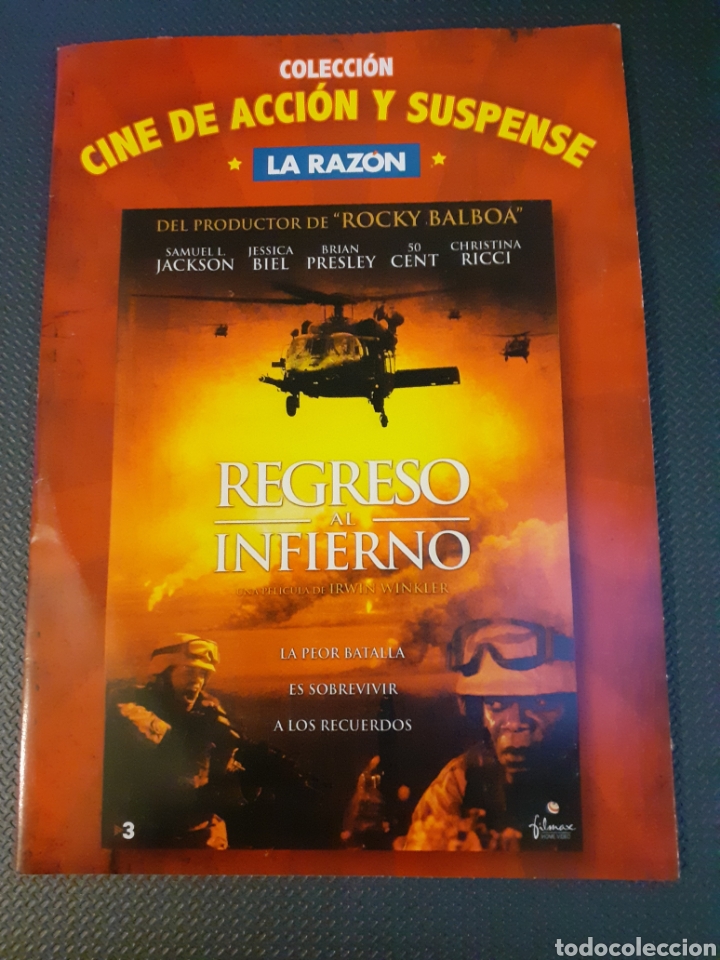 COLECCIÓN
CINE DE ACCIÓN Y SUSPENSE
LA RAZÓN
DEL PRODUCTOR DE "ROCKY BALBOA"
SAMUEL L. JACKSON JESSICA BIEL BRIAN PRESLEY 50 CENT CHRISTINA RICCI
REGRESO
AL
INFIERNO
UNA PELÍCULA DE IRWIN WINKLER
LA PEOR BATALLA
ES SOBREVIVIR
A LOS RECUERDOS
3
filmax
HOME VIDEO
todocoleccion